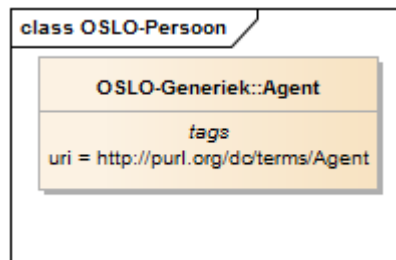 class OSLO-Persoon
OSLO-Generiek::Agent
tags
uri = http://purl.org/dc/terms/Agent